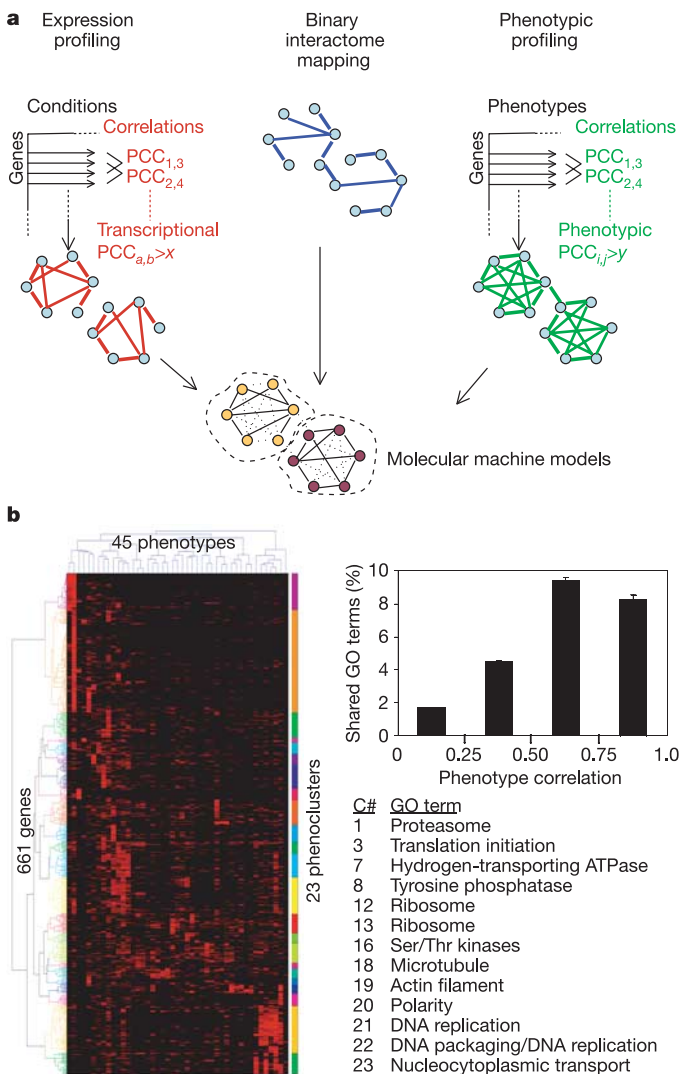 a
Expression profiling
Binary interactome mapping
Phenotypic profiling
Conditions
Correlations
Genes
PCC1,3
PCC2,4
Transcriptional
PCCa,b>x
Phenotypes
Correlations
Genes
PCC1,3
PCC2,4
Phenotypic
PCCi,j>y
Molecular machine models
b
45 phenotypes
661 genes
23 phenoclusters
Shared GO terms (%)
10
8
6
4
2
0
0
0.25
0.50
0.75
1.0
Phenotype correlation
C# GO term
1 Proteasome
3 Translation initiation
7 Hydrogen-transporting ATPase
8 Tyrosine phosphatase
12 Ribosome
13 Ribosome
16 Ser/Thr kinases
18 Microtubule
19 Actin filament
20 Polarity
21 DNA replication
22 DNA packaging/DNA replication
23 Nucleocytoplasmic transport